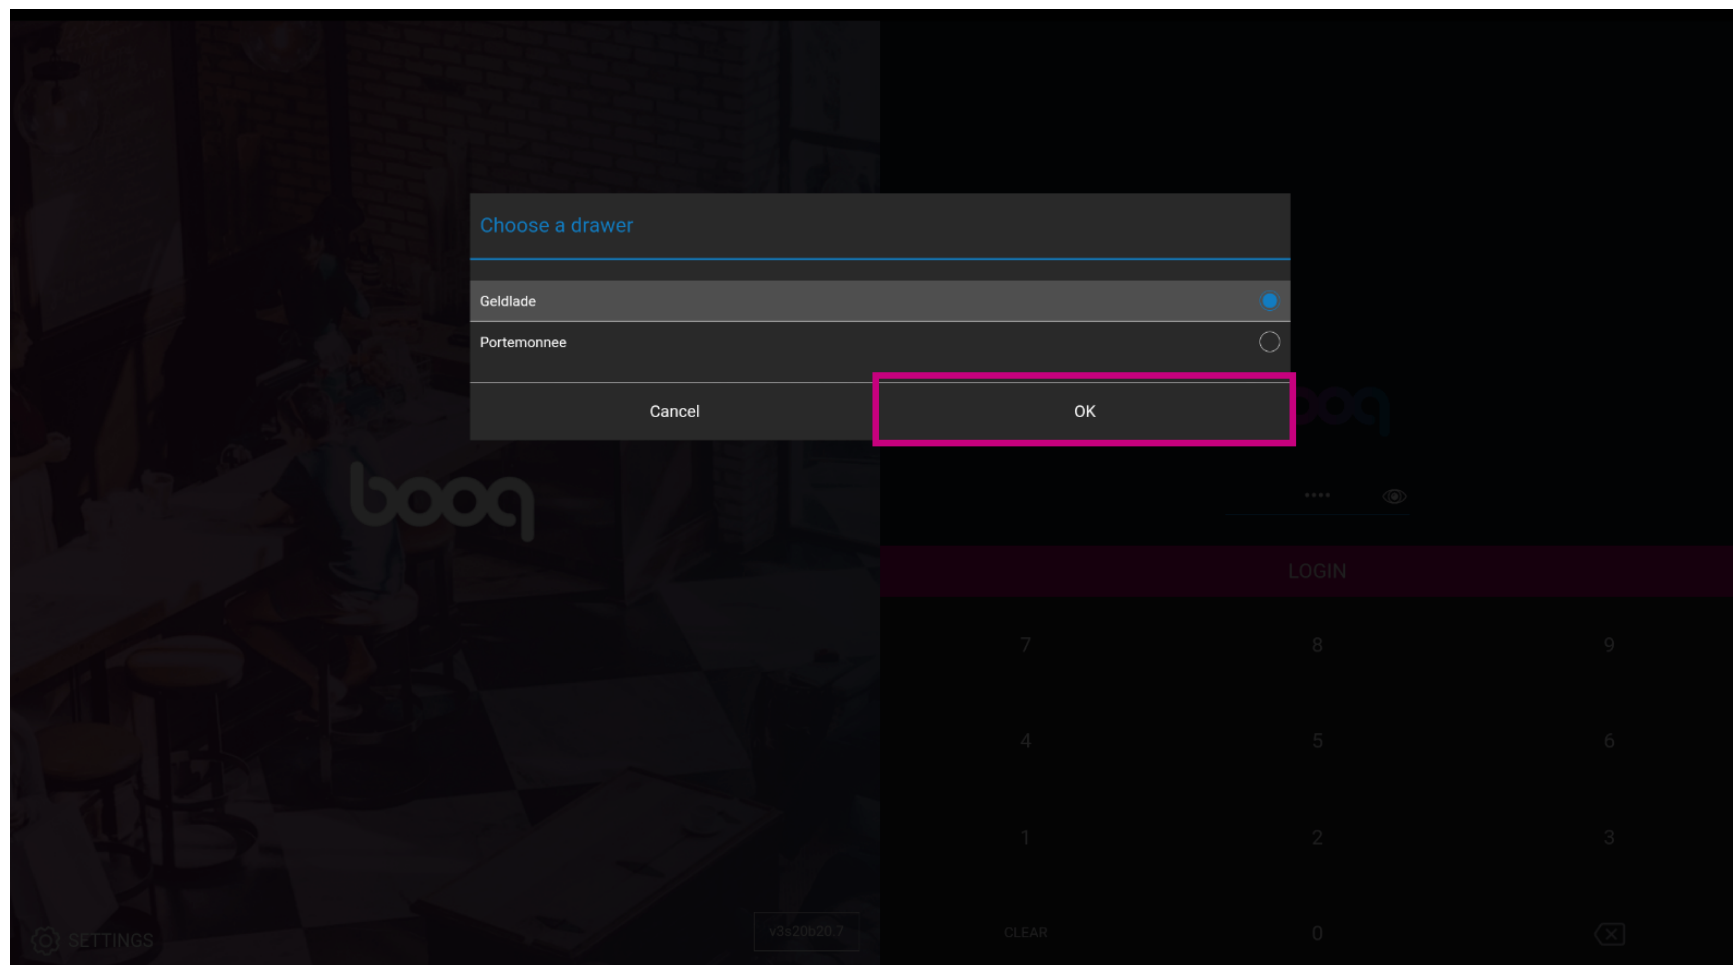 Choose a drawer
Geldlade
Portemonnee
Cancel
OK
booq
booq
••••
LOGIN
7 8 9
4 5 6
1 2 3
CLEAR 0
SETTINGS
v3s20b20.7